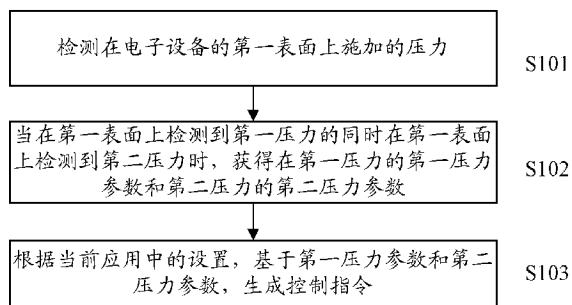 检测在电子设备的第一表面上施加的压力
S101
当在第一表面上检测到第一压力的同时在第一表面
上检测到第二压力时，获得在第一压力的第一压力
参数和第二压力的第二压力参数
S102
根据当前应用中的设置，基于第一压力参数和第二
压力参数，生成控制指令
S103